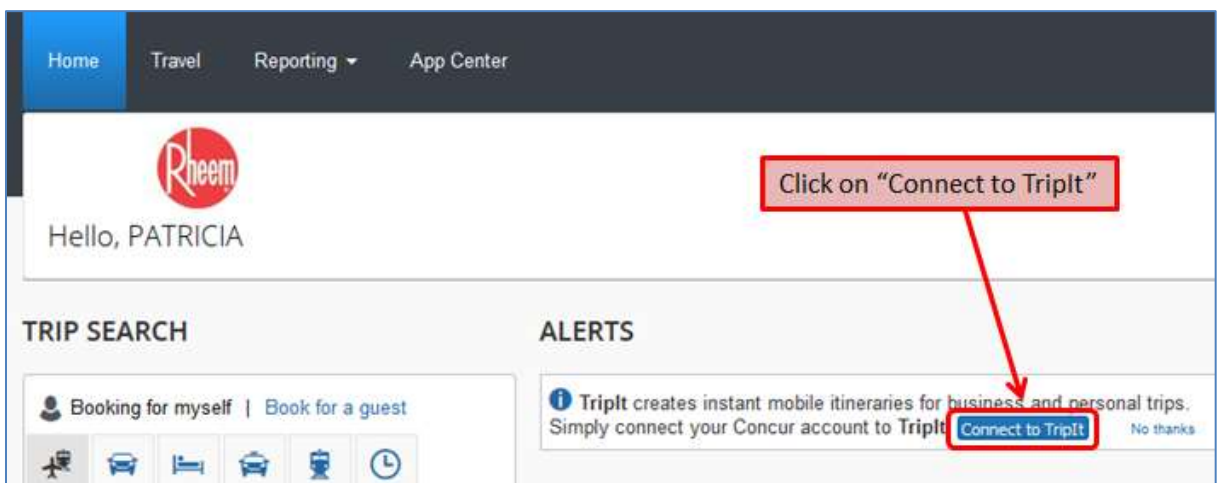 Home Travel Reporting App Center
Rheem
Click on “Connect to TripIt”
Hello, PATRICIA
TRIP SEARCH
Booking for myself | Book for a guest
ALERTS
TripIt creates instant mobile itineraries for business and personal trips.
Simply connect your Concur account to TripIt Connect to TripIt No thanks